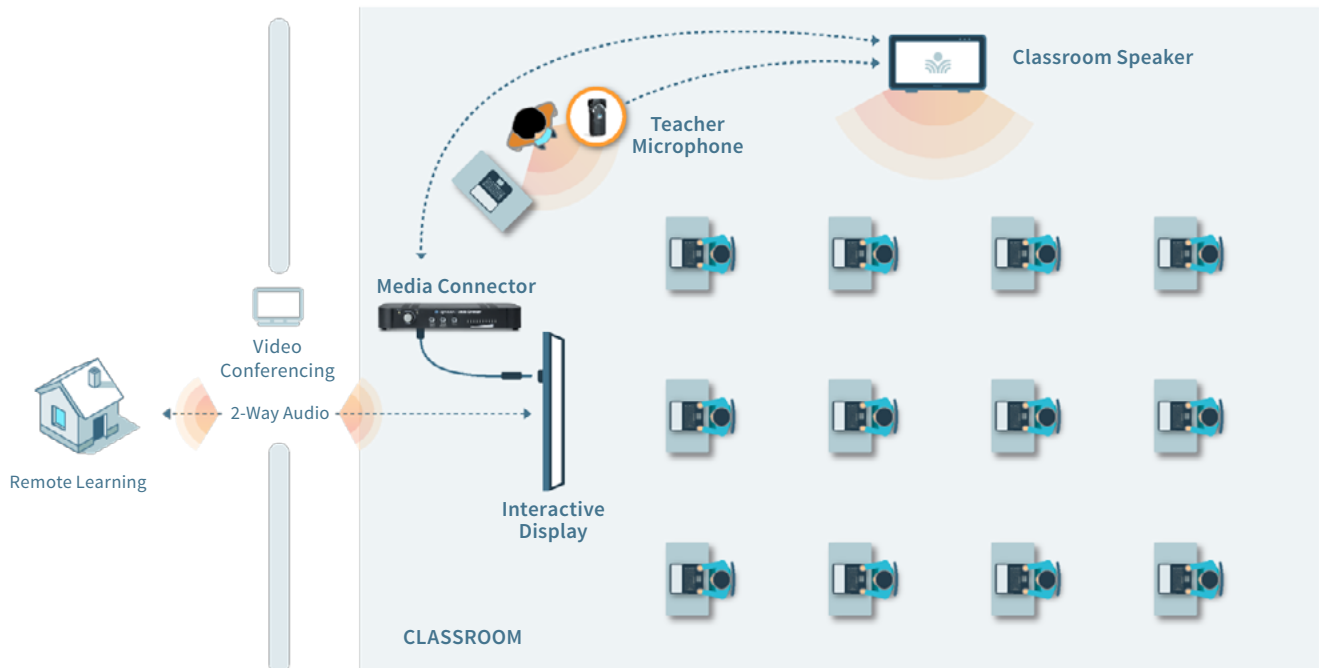 Classroom Speaker
Teacher
Microphone
Media Connector
Video
Conferencing
2-Way Audio
Remote Learning
Interactive
Display
CLASSROOM